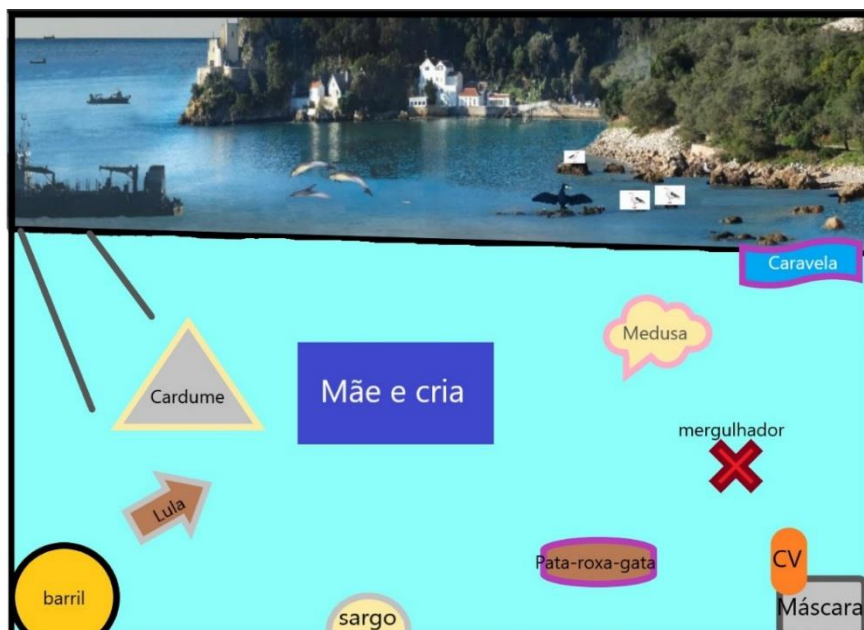 Caravela
Medusa
Cardume
Mãe e cria
mergulhador
Lula
Pata-roxa-gata
CV
barril
Máscara
sargo